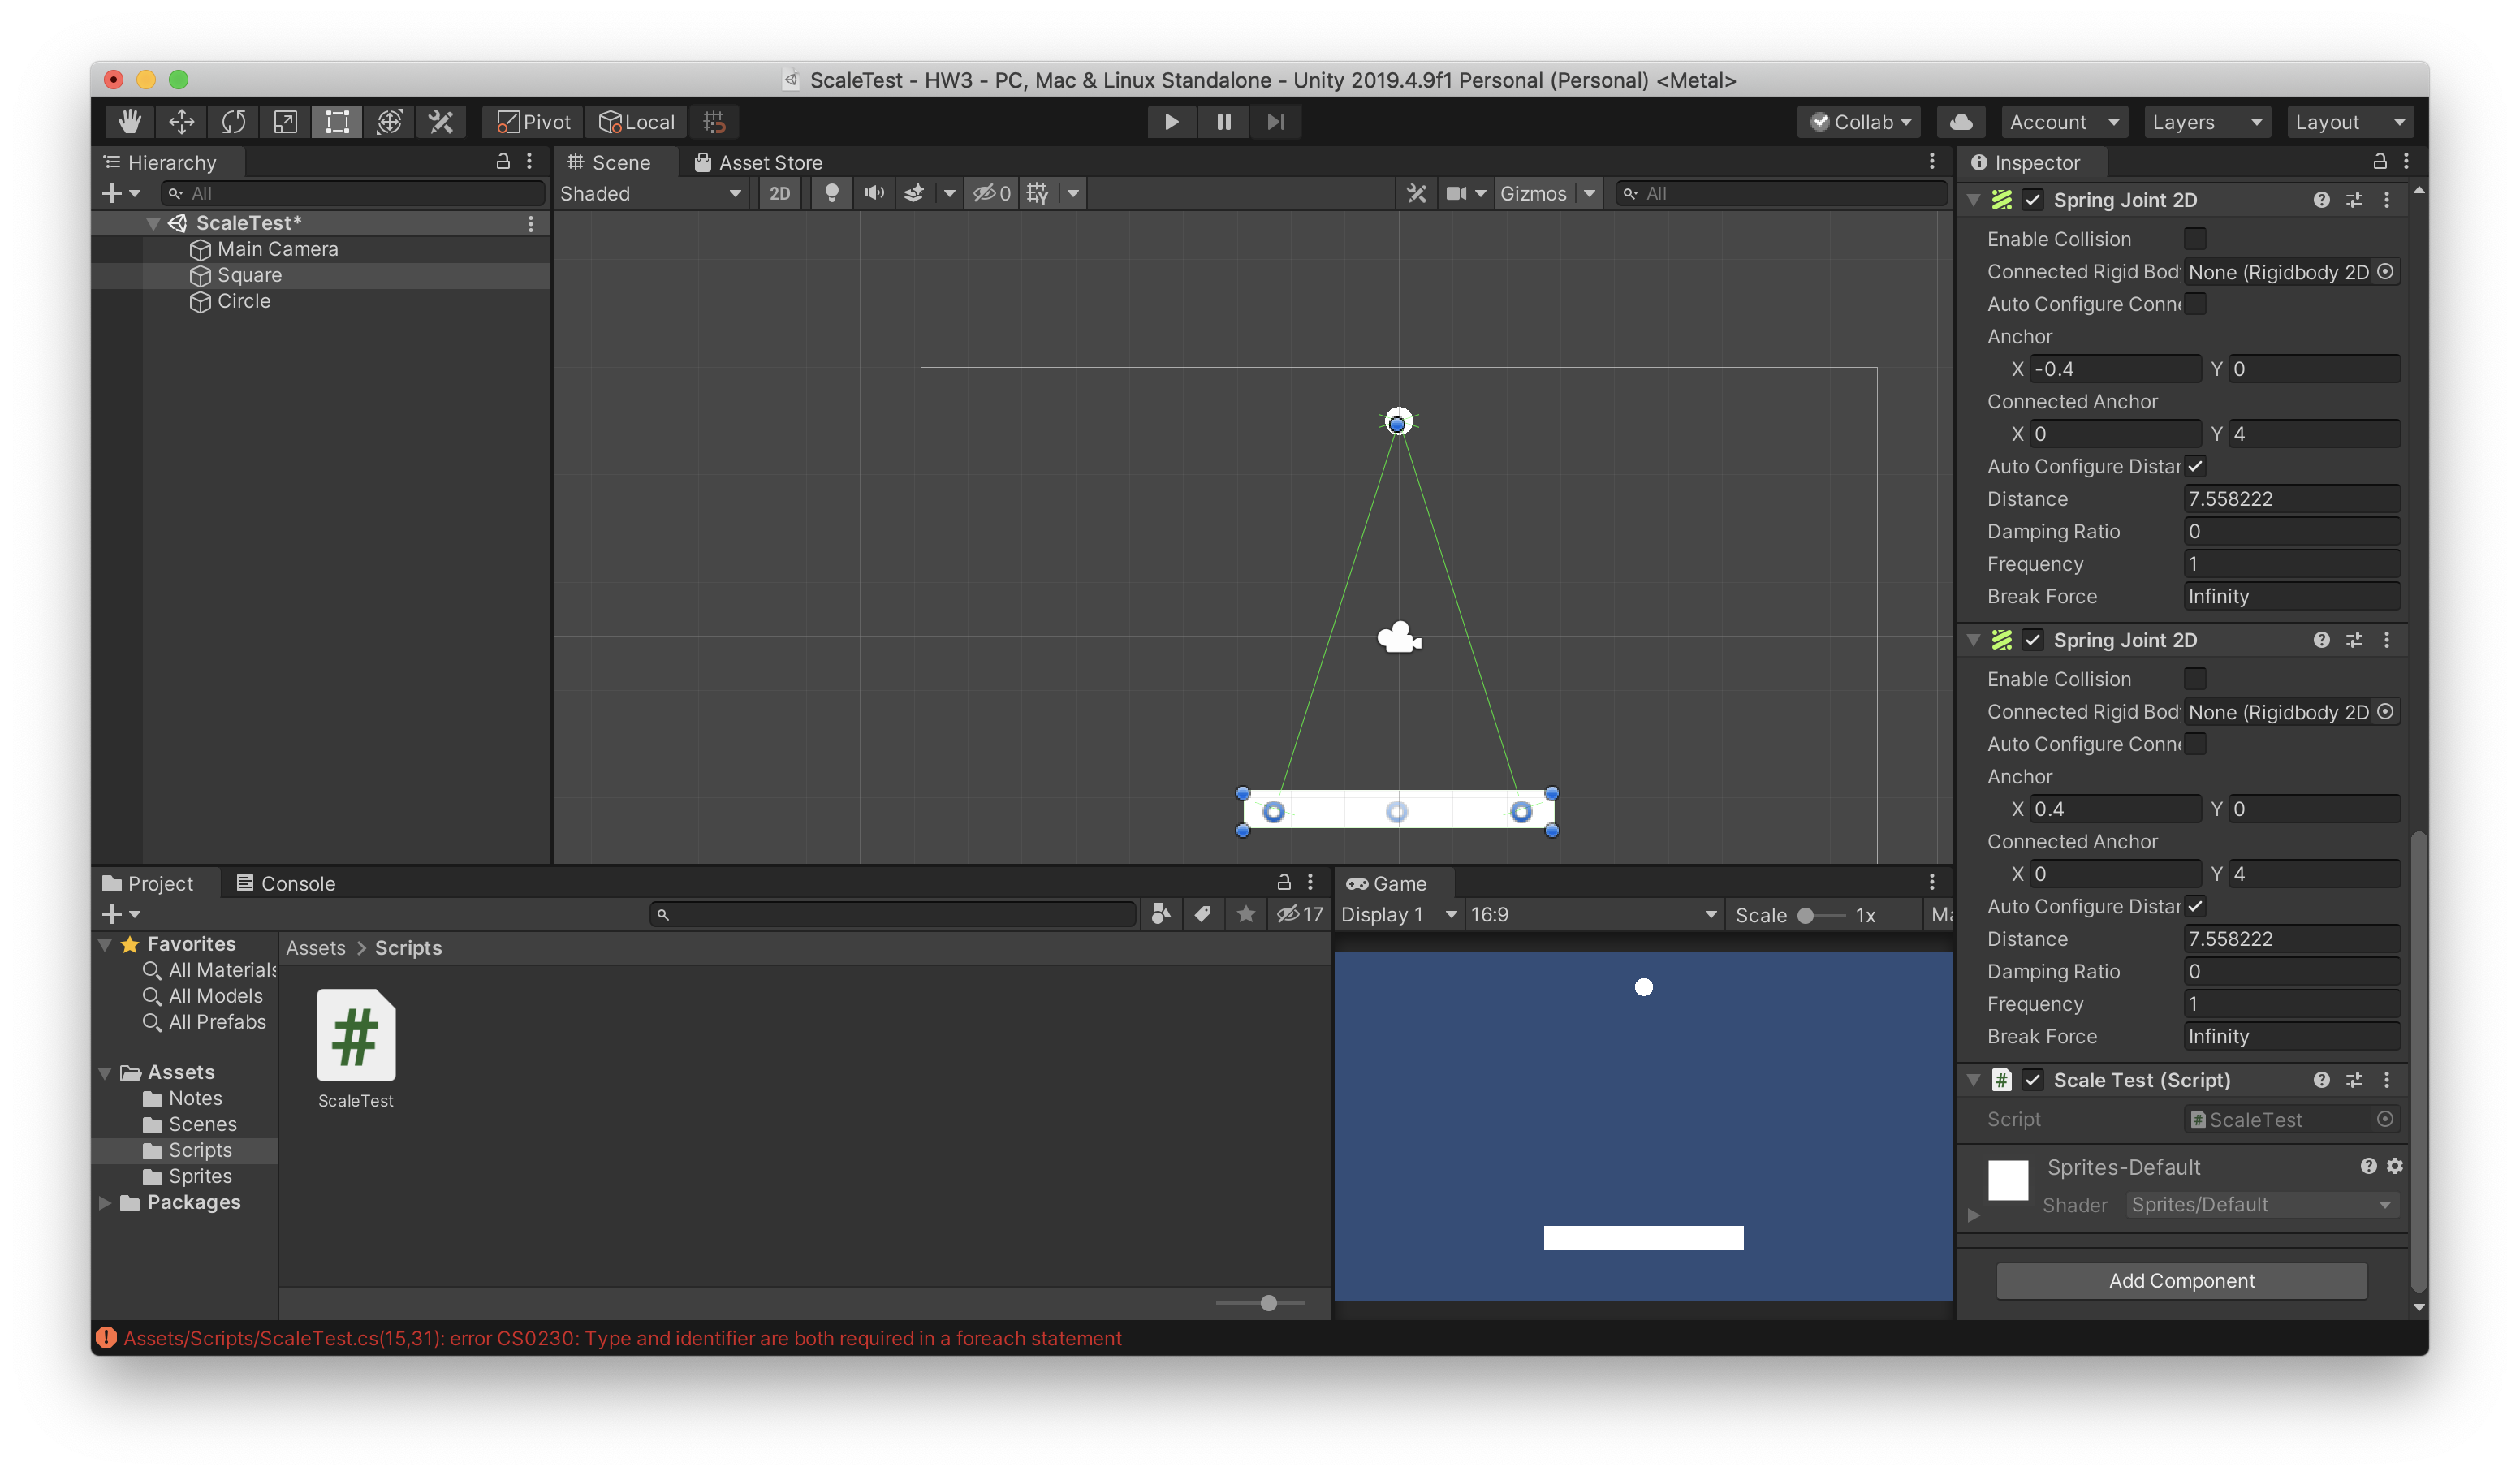 ScaleTest - HW3 - PC, Mac & Linux Standalone - Unity 2019.4.9f1 Personal (Personal) <Metal>
Pivot Local Collab Account Layers Layout
Hierarchy
All
ScaleTest*
Main Camera
Square
Circle
Scene Asset Store
Shaded 2D 0 Gizmos All
Inspector
Spring Joint 2D
Enable Collision
Connected Rigid Bod None (Rigidbody 2D
Auto Configure Conn
Anchor
X -0.4 Y 0
Connected Anchor
X 0 Y 4
Auto Configure Distar
Distance 7.558222
Damping Ratio 0
Frequency 1
Break Force Infinity
Spring Joint 2D
Enable Collision
Connected Rigid Bod None (Rigidbody 2D
Auto Configure Conn
Anchor
X 0.4 Y 0
Connected Anchor
X 0 Y 4
Auto Configure Distar
Distance 7.558222
Damping Ratio 0
Frequency 1
Break Force Infinity
Scale Test (Script)
Script ScaleTest
Sprites-Default
Shader Sprites/Default
Add Component
Project Console
17
Favorites
All Materials
All Models
All Prefabs
Assets
Notes
Scenes
Scripts
Sprites
Packages
Assets > Scripts
#
ScaleTest
Game
Display 1 16:9 Scale 1x Ma
Assets/Scripts/ScaleTest.cs(15,31): error CS0230: Type and identifier are both required in a foreach statement